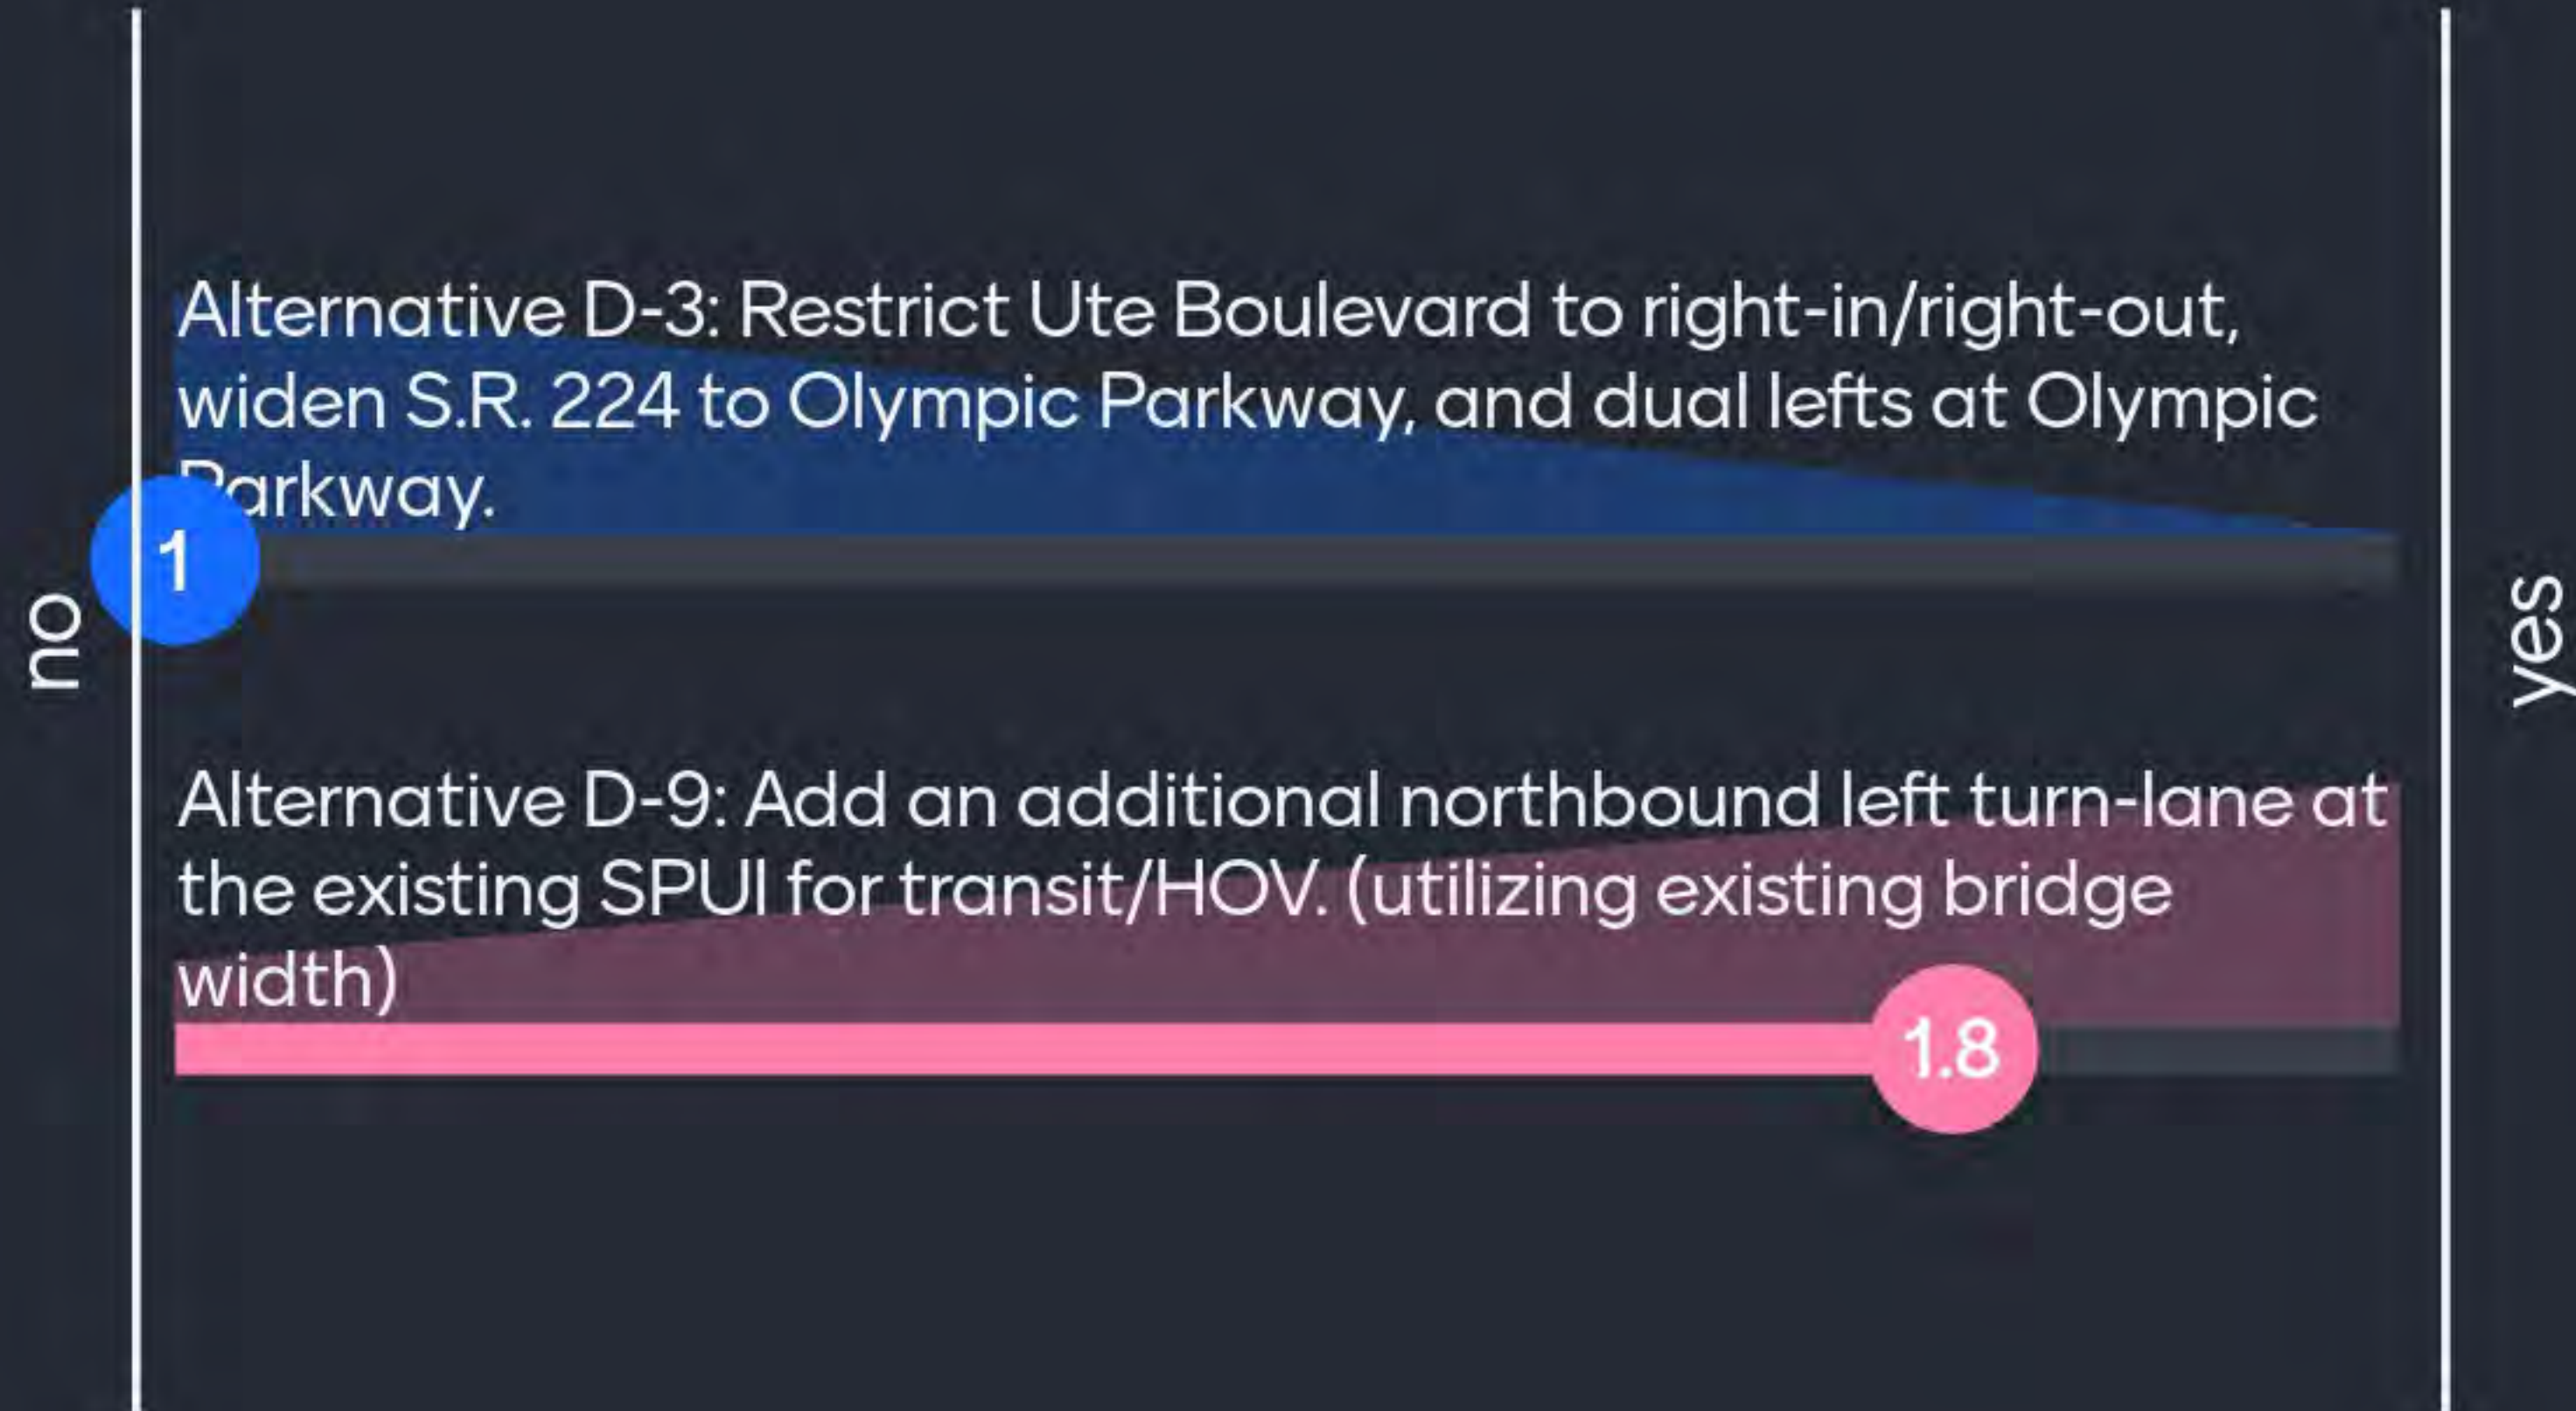 Alternative D-3: Restrict Ute Boulevard to right-in/right-out,
widen S.R. 224 to Olympic Parkway, and dual lefts at Olympic
Parkway.
1
no
yes
Alternative D-9: Add an additional northbound left turn-lane at
the existing SPUI for transit/HOV. (utilizing existing bridge
width)
1.8